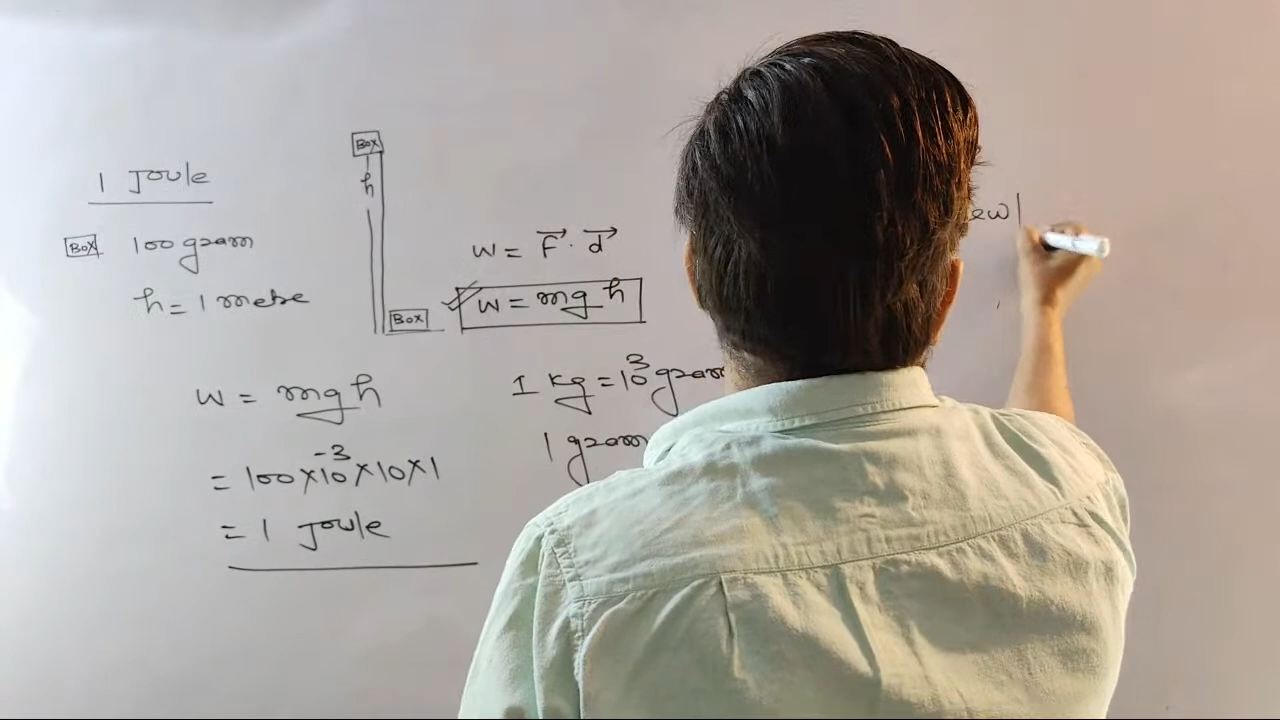 1 Joule
BOX 100 gram
h = 1 metre
BOX
h
BOX
W = F⃗ . d⃗
W = mgh
W = mgh
= 100 × 10⁻³ × 10 × 1
= 1 Joule
1 Kg = 10³ gram
1 gram